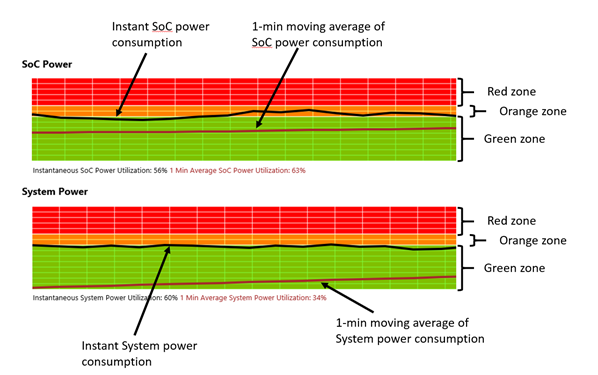 Instant SoC power
consumption
1-min moving average of
SoC power consumption
SoC Power
Red zone
Orange zone
Green zone
Instantaneous SoC Power Utilization: 56% 1 Min Average SoC Power Utilization: 63%
System Power
Red zone
Orange zone
Green zone
Instantaneous System Power Utilization: 60% 1 Min Average System Power Utilization: 34%
1-min moving average of
System power consumption
Instant System power
consumption